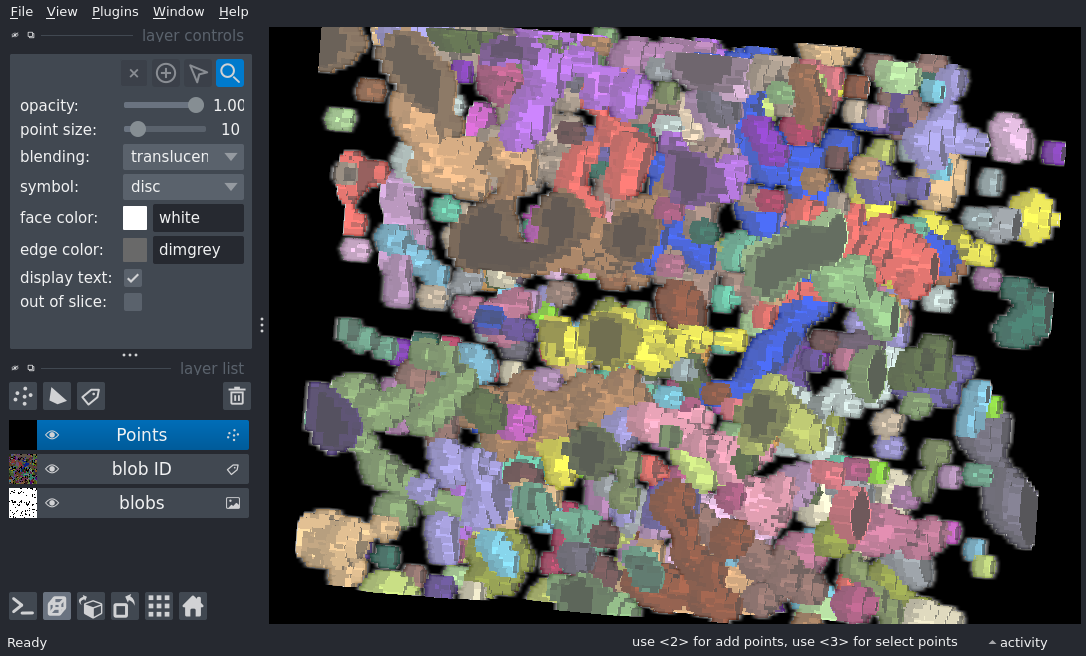 File View Plugins Window Help
layer controls
opacity: 1.00
point size: 10
blending: translucen
symbol: disc
face color: white
edge color: dimgrey
display text:
out of slice:
layer list
Points
blob ID
blobs
Ready use <2> for add points, use <3> for select points activity